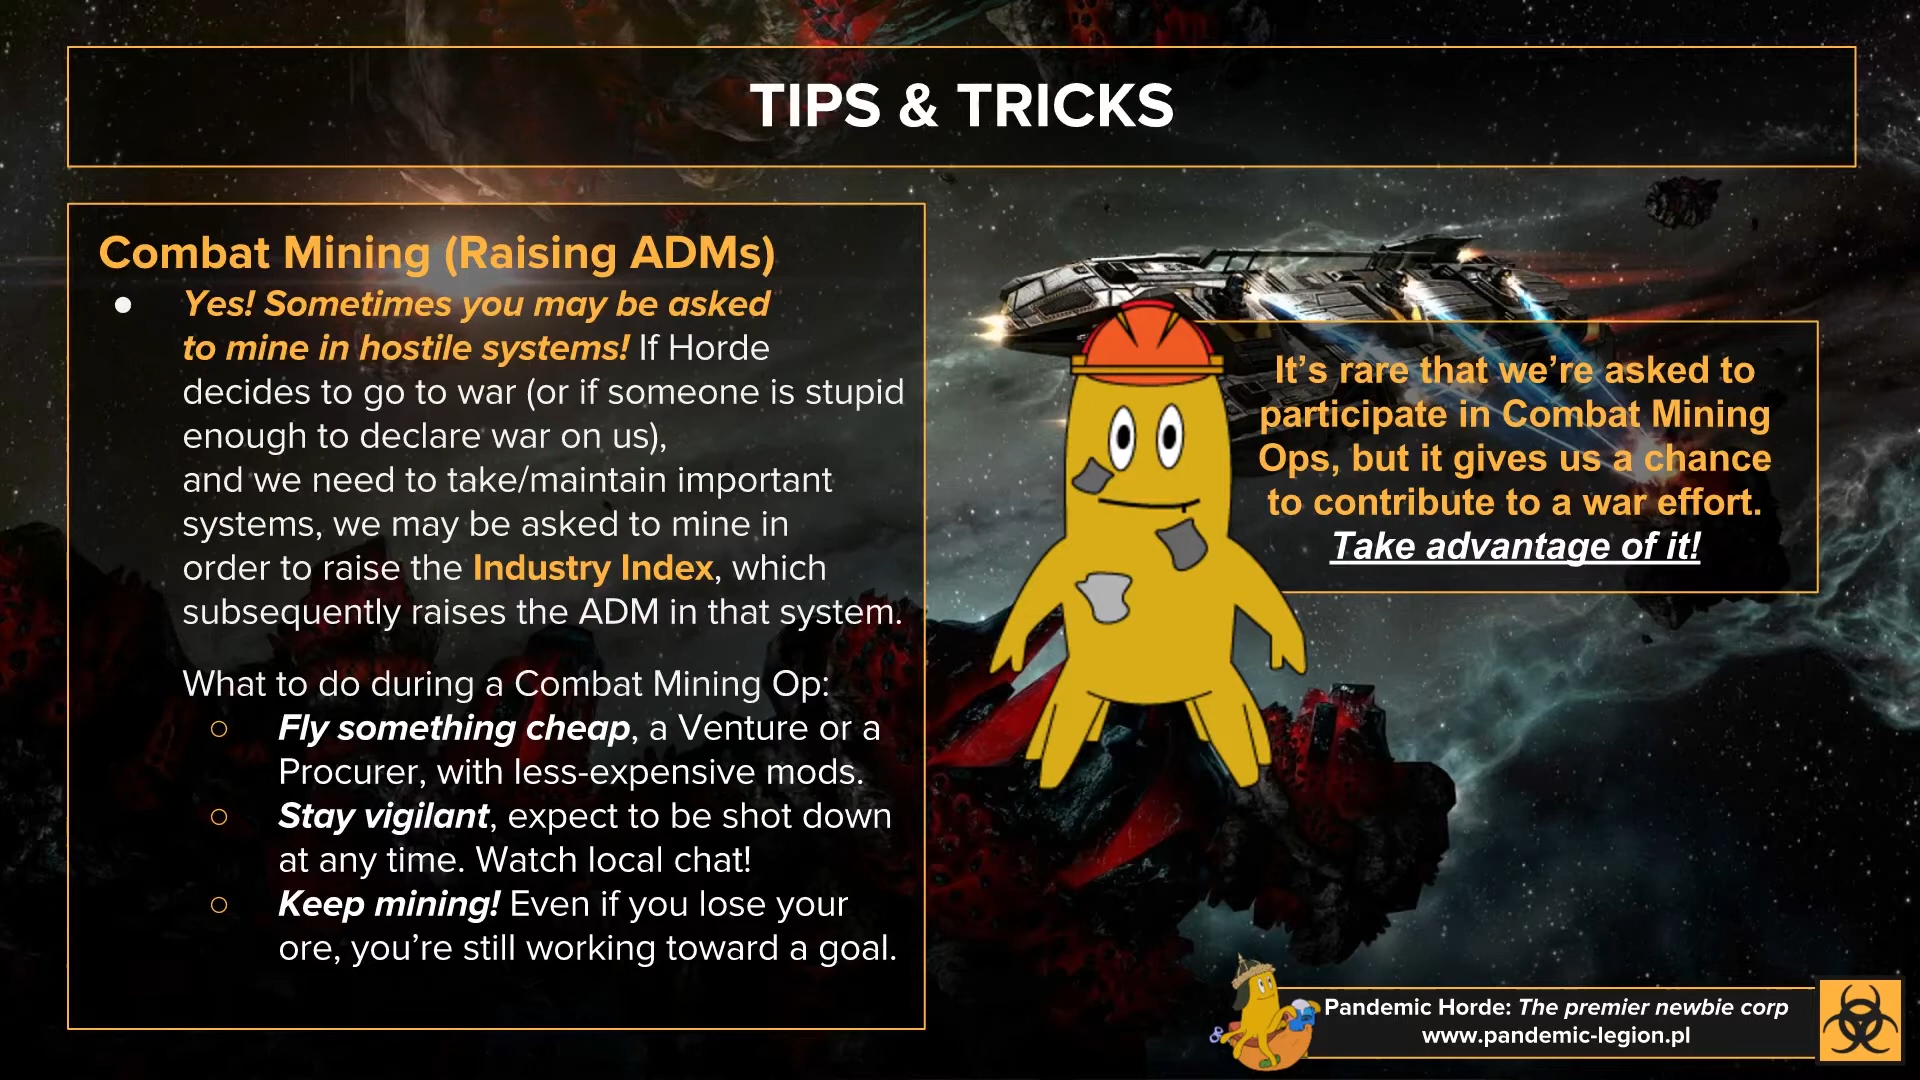 TIPS & TRICKS
Combat Mining (Raising ADMs)
● Yes! Sometimes you may be asked
to mine in hostile systems! If Horde
decides to go to war (or if someone is stupid
enough to declare war on us),
and we need to take/maintain important
systems, we may be asked to mine in
order to raise the Industry Index, which
subsequently raises the ADM in that system.
What to do during a Combat Mining Op:
○ Fly something cheap, a Venture or a
Procurer, with less-expensive mods.
○ Stay vigilant, expect to be shot down
at any time. Watch local chat!
○ Keep mining! Even if you lose your
ore, you’re still working toward a goal.
It’s rare that we’re asked to
participate in Combat Mining
Ops, but it gives us a chance
to contribute to a war effort.
Take advantage of it!
Pandemic Horde: The premier newbie corp
www.pandemic-legion.pl